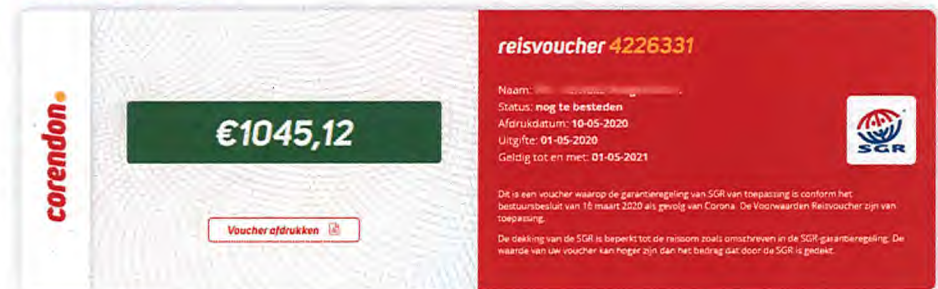 corendon
€1045,12
Voucher afdrukken
reisvoucher 4226331
Naam:
Status: nog te besteden
Afdrukdatum: 10-05-2020
Uitgifte: 01-05-2020
Geldig tot en met: 01-05-2021
SGR
Dit is een voucher waarop de garantieregeling van SGR van toepassing is conform het
bestuursbesluit van 16 maart 2020 als gevolg van Corona. De Voorwaarden Reisvoucher zijn van
toepassing.
De dekking van de SGR is beperkt tot de reissom zoals omschreven in de SGR-garantieregeling. De
waarde van uw voucher kan hoger zijn dan het bedrag dat door de SGR is gedekt.